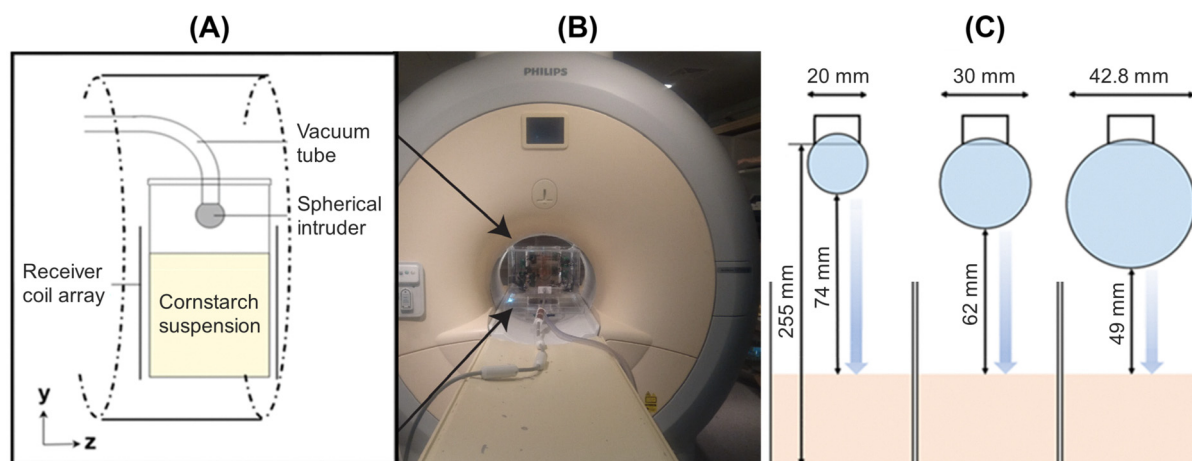 (A)
Vacuum
tube
Spherical
intruder
Receiver
coil array
Cornstarch
suspension
y
z
(B)
PHILIPS
(C)
20 mm
30 mm
42.8 mm
255 mm
74 mm
62 mm
49 mm